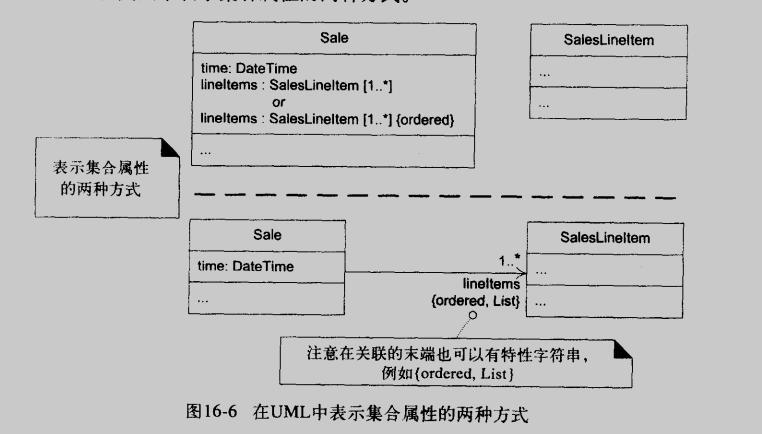 Sale
time: DateTime
lineItems : SalesLineItem [1..*]
or
lineItems : SalesLineItem [1..*] {ordered}
...
SalesLineItem
...
...
表示集合属性
的两种方式
Sale
time: DateTime
...
1..*
lineItems
{ordered, List}
SalesLineItem
...
...
注意在关联的末端也可以有特性字符串，
例如{ordered, List}
图16-6 在UML中表示集合属性的两种方式